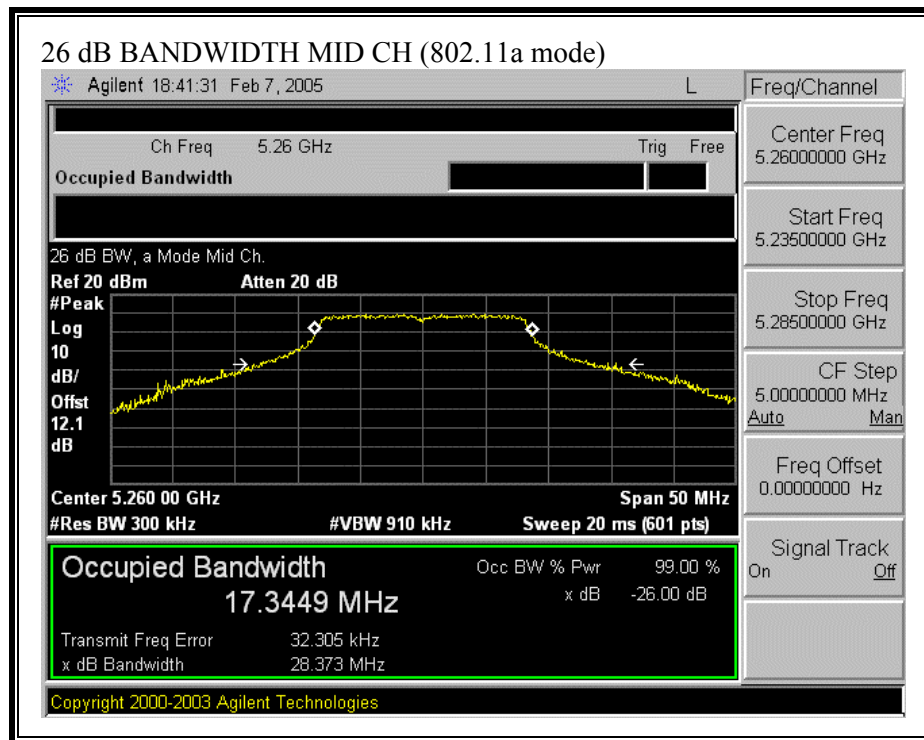 26 dB BANDWIDTH MID CH (802.11a mode)
Agilent 18:41:31 Feb 7, 2005 L
Freq/Channel
Ch Freq 5.26 GHz Trig Free
Occupied Bandwidth
Center Freq
5.26000000 GHz
Start Freq
5.23500000 GHz
26 dB BW, a Mode Mid Ch.
Ref 20 dBm Atten 20 dB
#Peak
Log
10
dB/
Offst
12.1
dB
Stop Freq
5.28500000 GHz
CF Step
5.00000000 MHz
Auto Man
Freq Offset
0.00000000 Hz
Center 5.260 00 GHz Span 50 MHz
#Res BW 300 kHz #VBW 910 kHz Sweep 20 ms (601 pts)
Signal Track
On Off
Occupied Bandwidth
17.3449 MHz
Occ BW % Pwr 99.00 %
x dB -26.00 dB
Transmit Freq Error 32.305 kHz
x dB Bandwidth 28.373 MHz
Copyright 2000-2003 Agilent Technologies